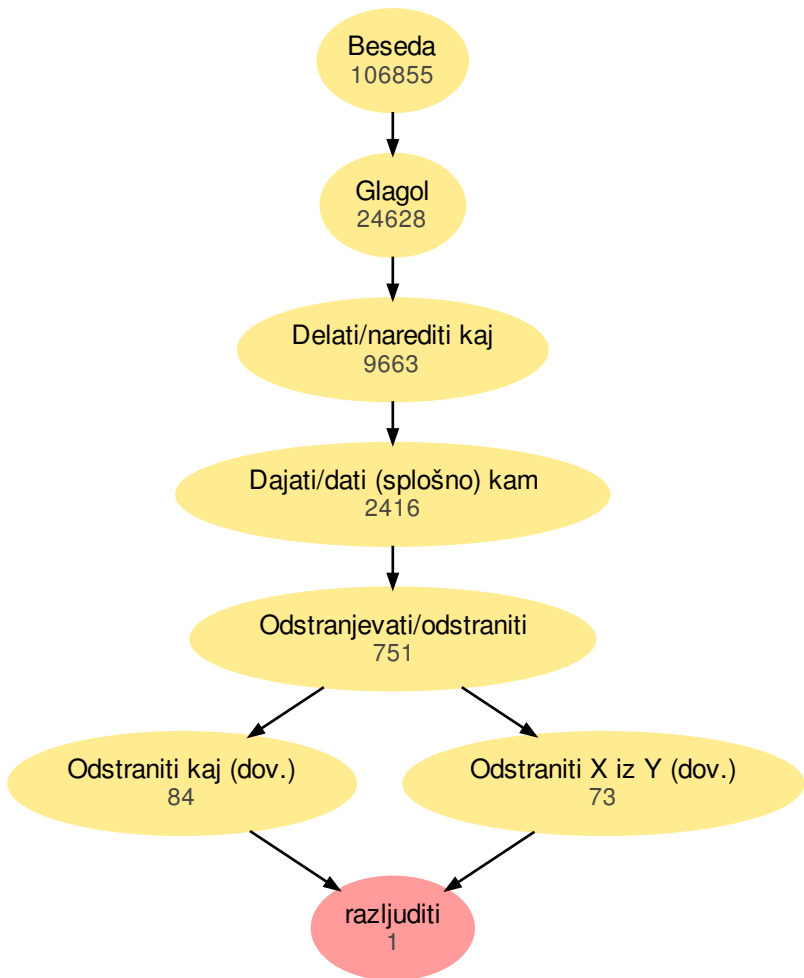 Beseda
106855
Glagol
24628
Delati/narediti kaj
9663
Dajati/dati (splošno) kam
2416
Odstranjevati/odstraniti
751
Odstraniti kaj (dov.)
84
Odstraniti X iz Y (dov.)
73
razljuditi
1